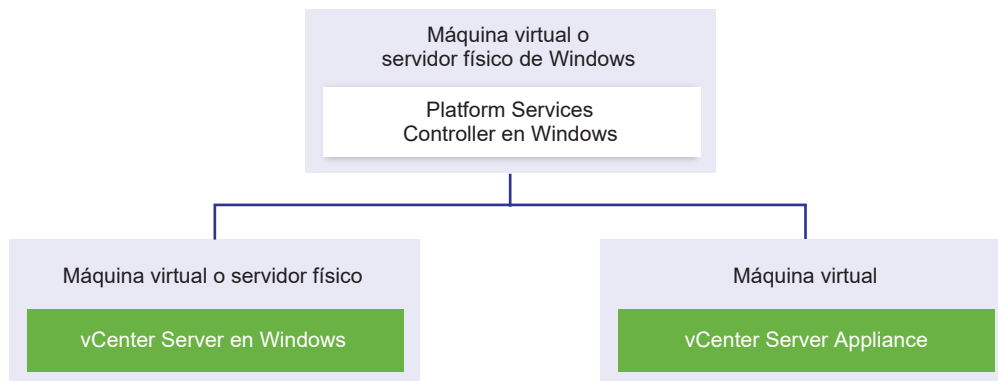 Máquina virtual o
servidor físico de Windows
Platform Services
Controller en Windows
Máquina virtual o servidor físico
vCenter Server en Windows
Máquina virtual
vCenter Server Appliance